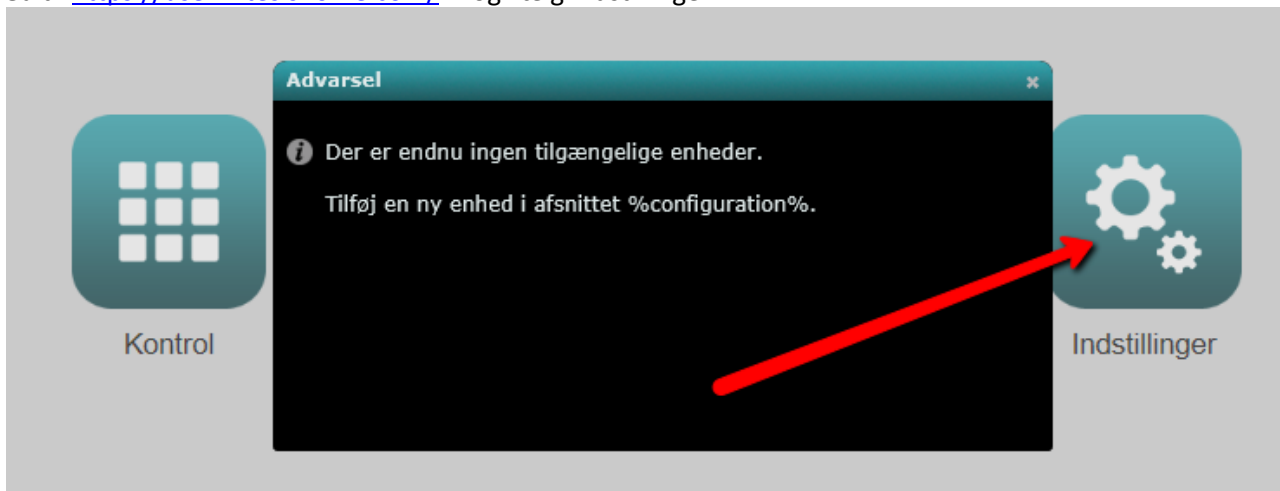 Advarsel
Der er endnu ingen tilgængelige enheder.
Tilføj en ny enhed i afsnittet %configuration%.
Kontrol
Indstillinger